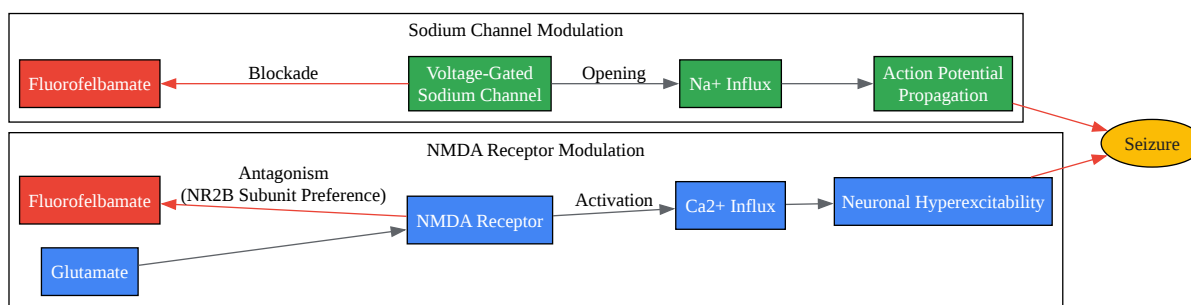 Sodium Channel Modulation
Fluorofelbamate
Blockade
Voltage-Gated
Sodium Channel
Opening
Na+ Influx
Action Potential
Propagation
Seizure
NMDA Receptor Modulation
Fluorofelbamate
Antagonism
(NR2B Subunit Preference)
NMDA Receptor
Activation
Ca2+ Influx
Neuronal Hyperexcitability
Glutamate